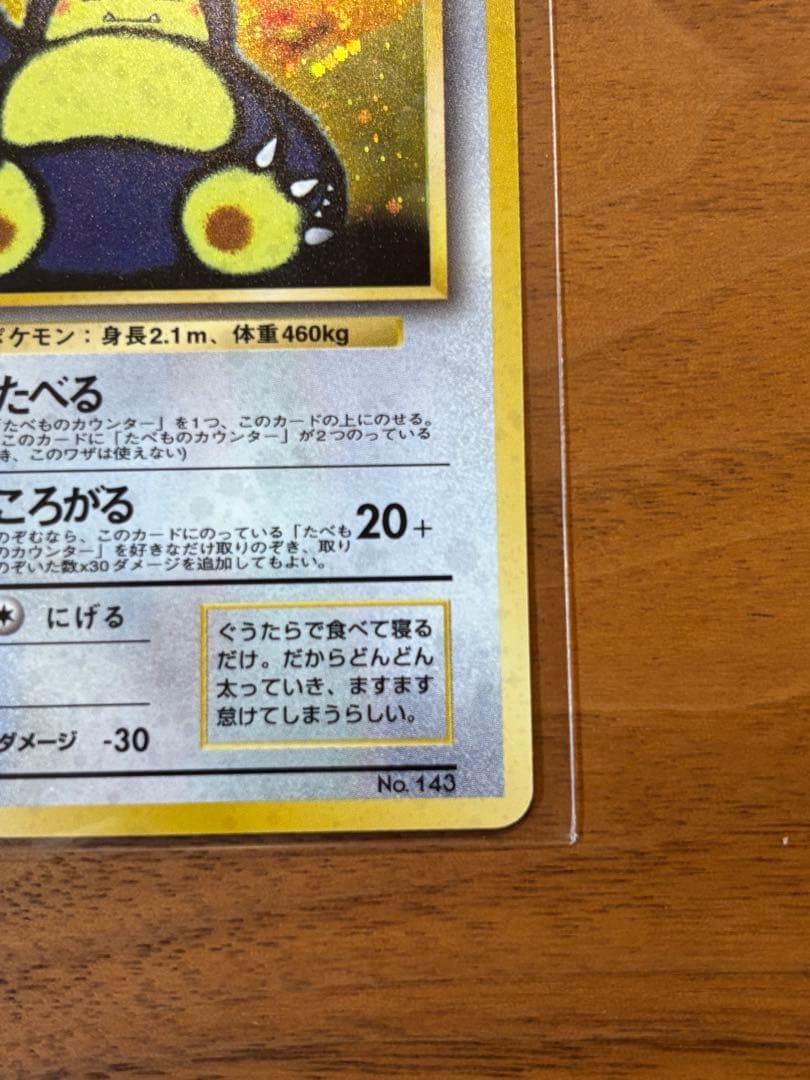 ポケモン：身長2.1m、体重460kg
たべる
「たべものカウンター」を1つ、このカードの上にのせる。
このカードに「たべものカウンター」が2つのっている
き、このワザは使えない)
ころがる
20+
のぞむなら、このカードにのっている「たべも
のカウンター」を好きなだけ取りのぞき、取り
のぞいた数x30ダメージを追加してもよい。
にげる
ダメージ -30
ぐうたらで食べて寝る
だけ。だからどんどん
太っていき、ますます
怠けてしまうらしい。
No. 143